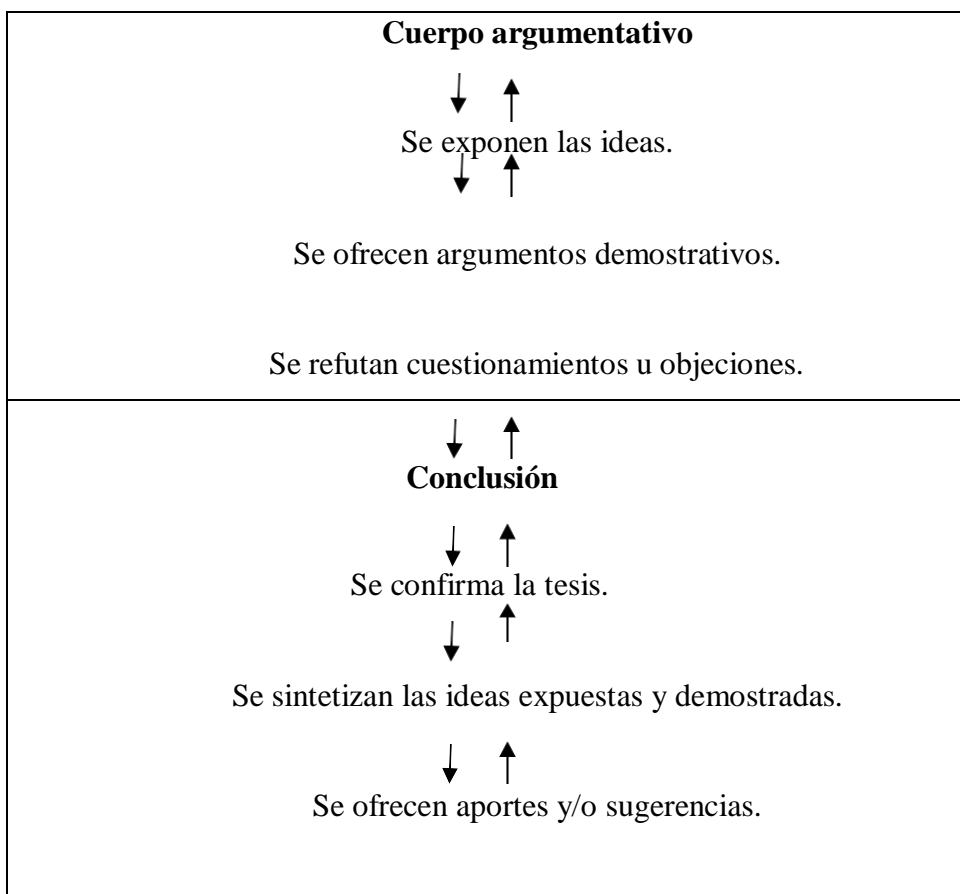 Cuerpo argumentativo
Se exponen las ideas.
Se ofrecen argumentos demostrativos.
Se refutan cuestionamientos u objeciones.
Conclusión
Se confirma la tesis.
Se sintetizan las ideas expuestas y demostradas.
Se ofrecen aportes y/o sugerencias.